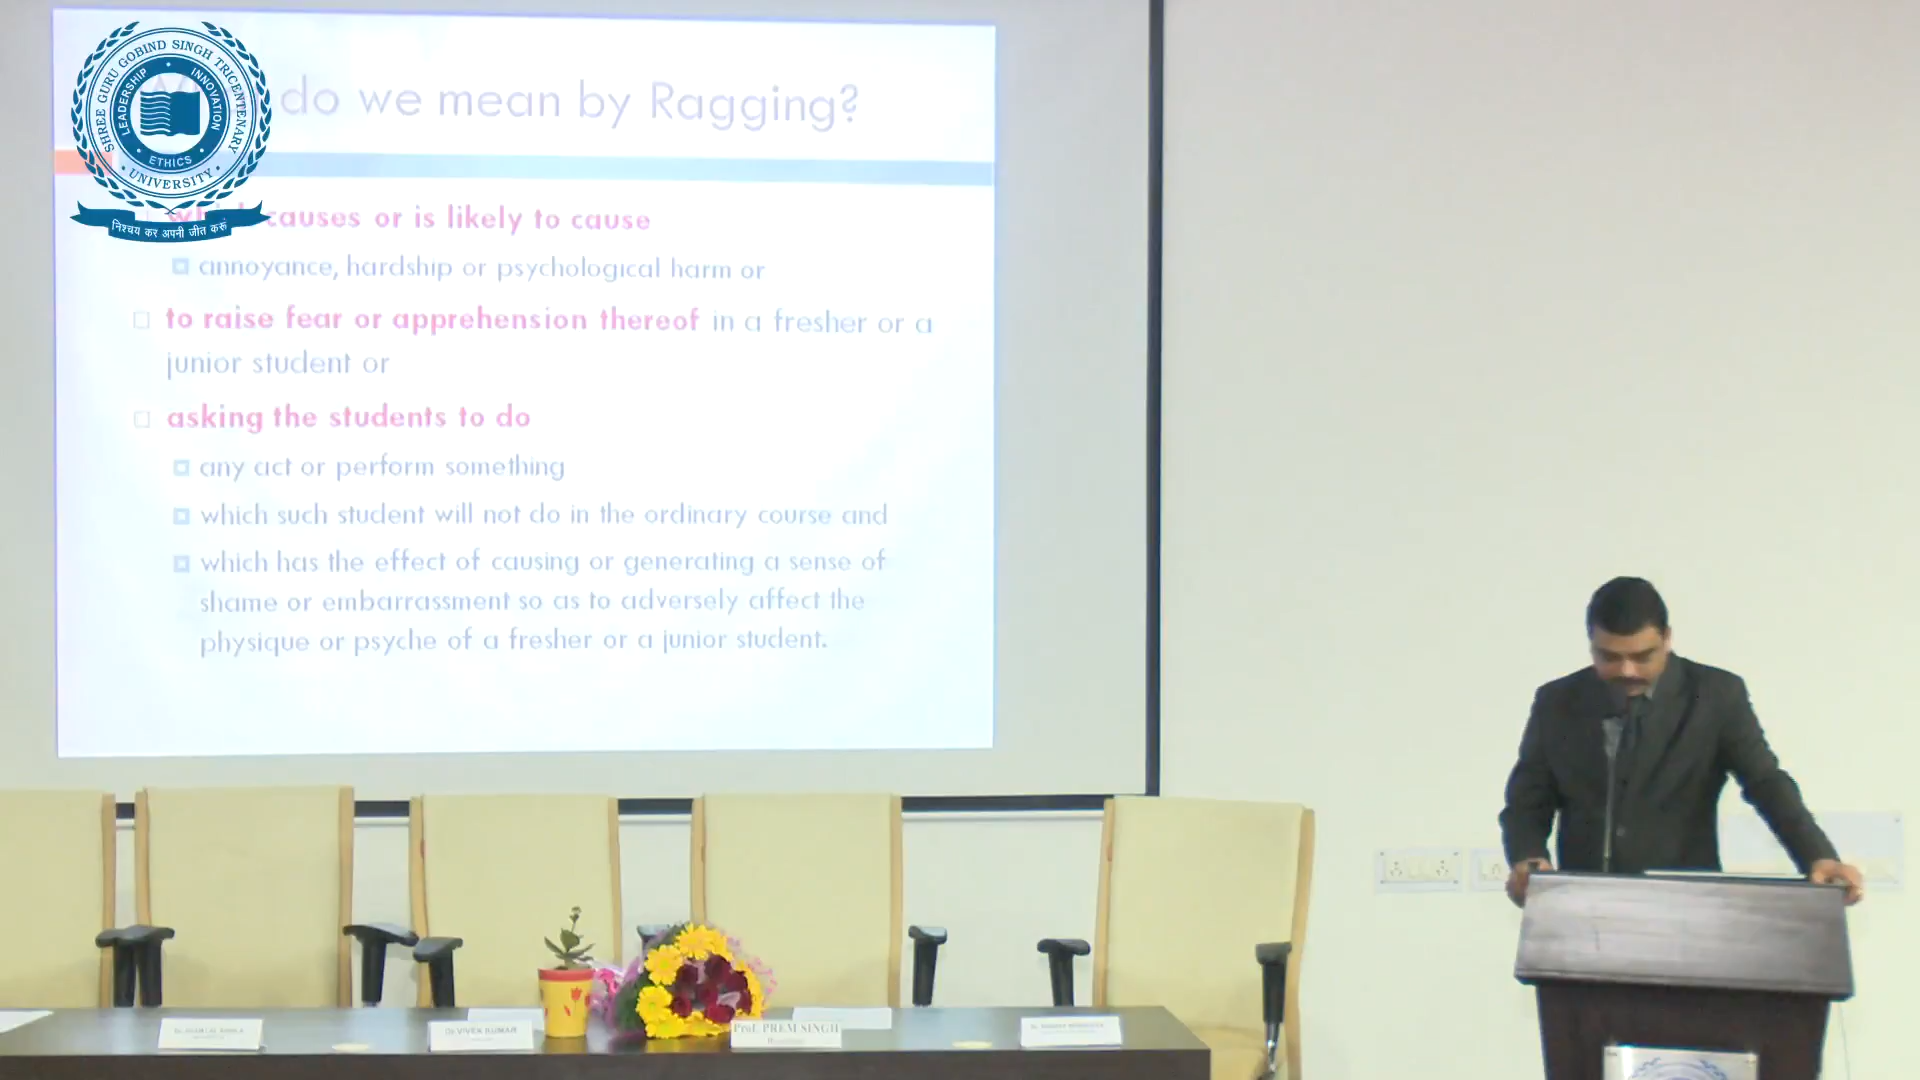 SHREE GURU GOBIND SINGH TRICENTENARY
UNIVERSITY
LEADERSHIP
INNOVATION
ETHICS
निश्चय कर अपनी जीत करूं
do we mean by Ragging?
which causes or is likely to cause
annoyance, hardship or psychological harm or
to raise fear or apprehension thereof in a fresher or a
junior student or
asking the students to do
any act or perform something
which such student will not do in the ordinary course and
which has the effect of causing or generating a sense of
shame or embarrassment so as to adversely affect the
physique or psyche of a fresher or a junior student.
Dr. VIVEK KUMAR
Prof. PREM SINGH